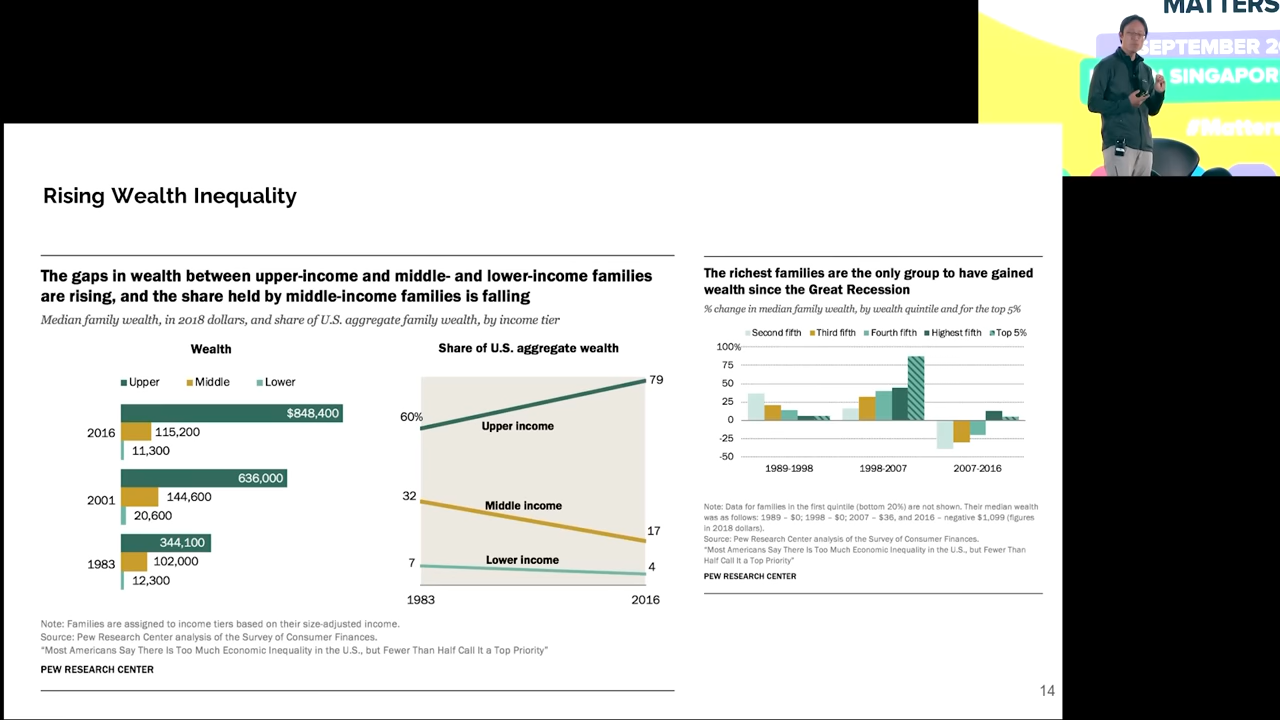 MATTERS
SEPTEMBER 2
SINGAPOR
#Matters
Rising Wealth Inequality
The gaps in wealth between upper-income and middle- and lower-income families
are rising, and the share held by middle-income families is falling
Median family wealth, in 2018 dollars, and share of U.S. aggregate family wealth, by income tier
Wealth
Upper Middle Lower
2016
$848,400
115,200
11,300
2001
636,000
144,600
20,600
1983
344,100
102,000
12,300
Share of U.S. aggregate wealth
60%
79
Upper income
32
Middle income
17
7
Lower income
4
1983 2016
Note: Families are assigned to income tiers based on their size-adjusted income.
Source: Pew Research Center analysis of the Survey of Consumer Finances.
“Most Americans Say There Is Too Much Economic Inequality in the U.S., but Fewer Than Half Call It a Top Priority”
PEW RESEARCH CENTER
The richest families are the only group to have gained
wealth since the Great Recession
% change in median family wealth, by wealth quintile and for the top 5%
Second fifth Third fifth Fourth fifth Highest fifth Top 5%
100%
75
50
25
0
-25
-50
1989-1998 1998-2007 2007-2016
Note: Data for families in the first quintile (bottom 20%) are not shown. Their median wealth
was as follows: 1989 – $0; 1998 – $0; 2007 – $36, and 2016 – negative $1,099 (figures
in 2018 dollars).
Source: Pew Research Center analysis of the Survey of Consumer Finances.
“Most Americans Say There Is Too Much Economic Inequality in the U.S., but Fewer Than
Half Call It a Top Priority”
PEW RESEARCH CENTER
14